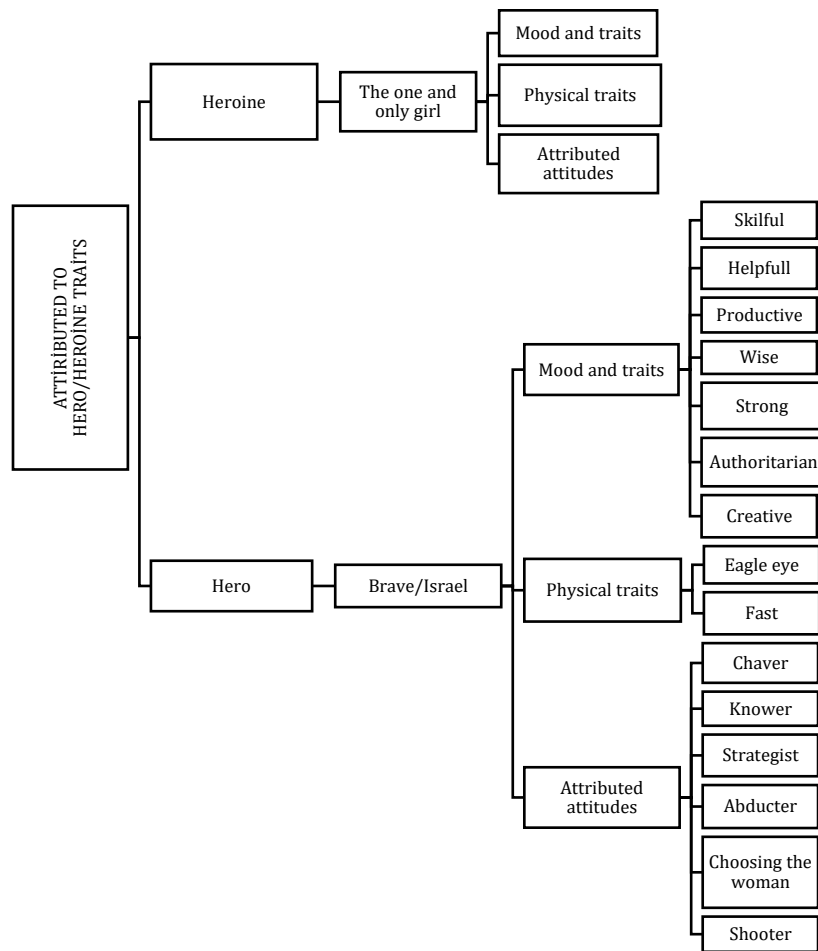 ATTİRİBUTED TO
HERO/HEROİNE TRAİTS
Heroine
The one and
only girl
Mood and traits
Physical traits
Attributed
attitudes
Hero
Brave/Israel
Mood and traits
Skilful
Helpfull
Productive
Wise
Strong
Authoritarian
Creative
Physical traits
Eagle eye
Fast
Attributed
attitudes
Chaver
Knower
Strategist
Abducter
Choosing the
woman
Shooter